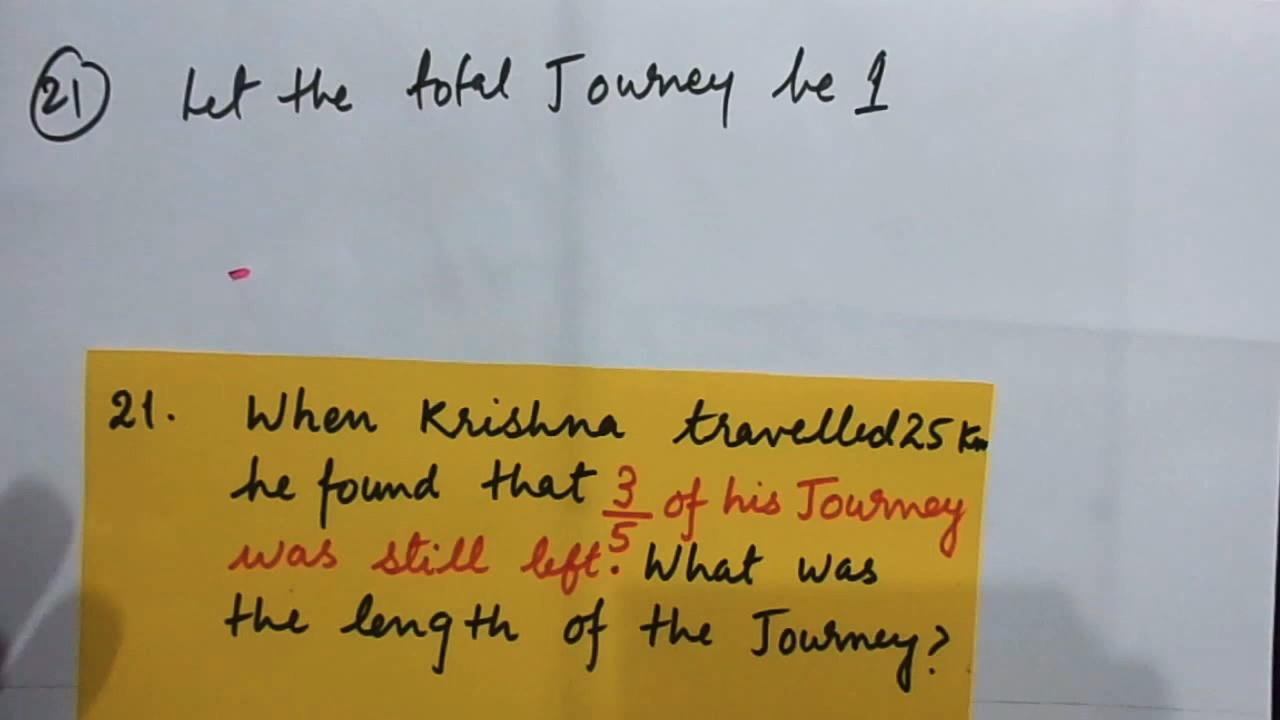 21 Let the total Journey be 1
21. When Krishna travelled 25 Km
he found that 3/5 of his Journey
was still left. What was
the length of the Journey?